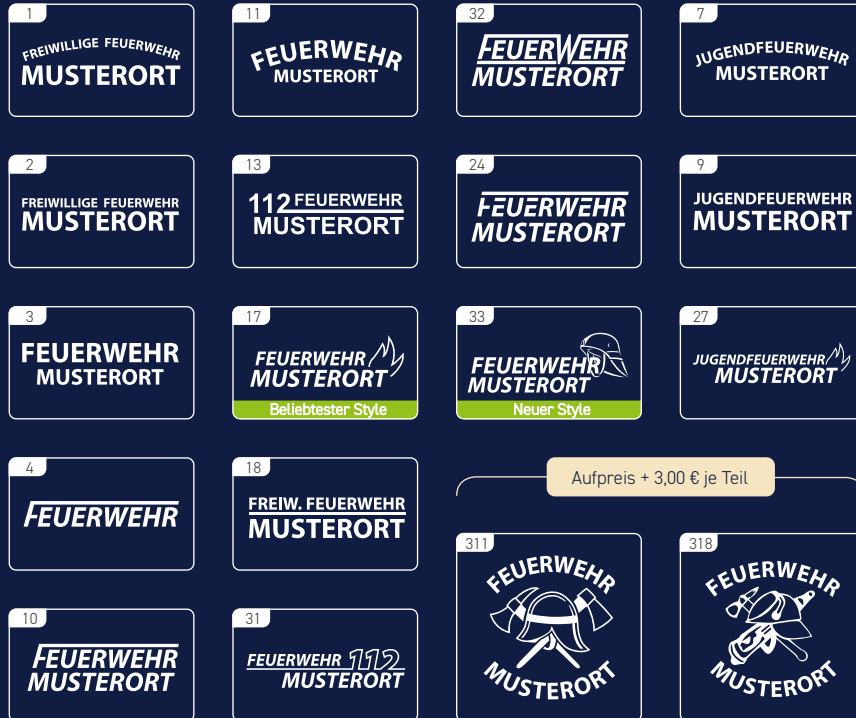 1
FREIWILLIGE FEUERWEHR
MUSTERORT
11
FEUERWEHR
MUSTERORT
32
FEUERWEHR
MUSTERORT
7
JUGENDFEUERWEHR
MUSTERORT
2
FREIWILLIGE FEUERWEHR
MUSTERORT
13
112 FEUERWEHR
MUSTERORT
24
FEUERWEHR
MUSTERORT
9
JUGENDFEUERWEHR
MUSTERORT
3
FEUERWEHR
MUSTERORT
17
FEUERWEHR
MUSTERORT
Beliebtester Style
33
FEUERWEHR
MUSTERORT
Neuer Style
27
JUGENDFEUERWEHR
MUSTERORT
4
FEUERWEHR
18
FREIW. FEUERWEHR
MUSTERORT
Aufpreis + 3,00 € je Teil
311
FEUERWEHR
MUSTERORT
318
FEUERWEHR
MUSTERORT
10
FEUERWEHR
MUSTERORT
31
FEUERWEHR 112
MUSTERORT